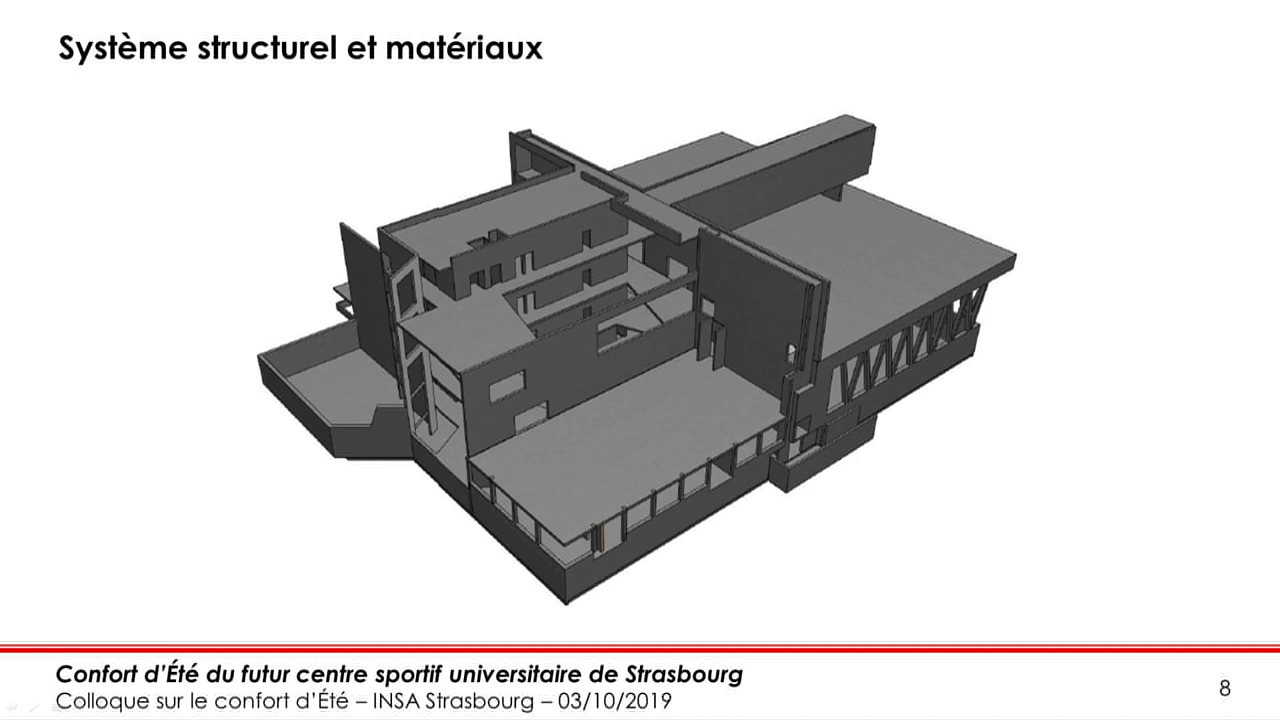 Système structurel et matériaux
Confort d'Été du futur centre sportif universitaire de Strasbourg
Colloque sur le confort d'Été – INSA Strasbourg – 03/10/2019
8